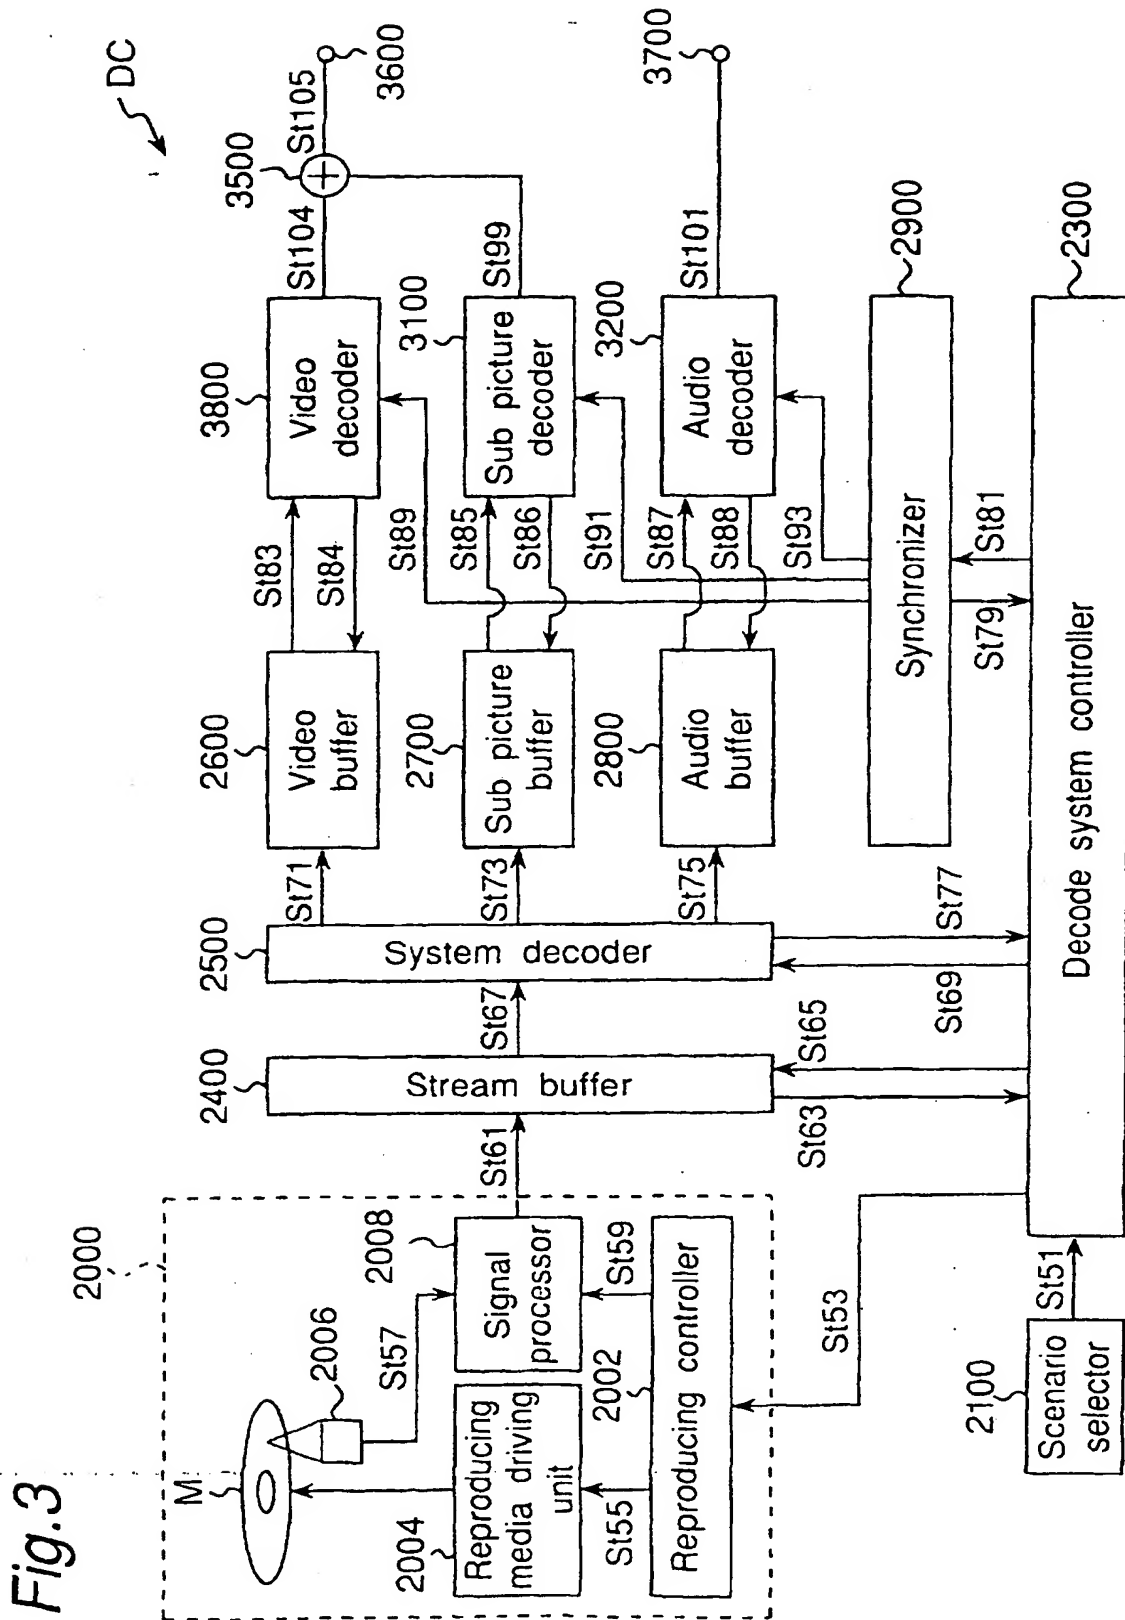 Fig.3
DC
2000
M
2006
St57
2008
Signal
processor
St61
2004
Reproducing
media driving
unit
St55
2002
St59
Reproducing controller
St53
2100
Scenario
selector
St51
2400
Stream buffer
St63
St65
St67
2500
System decoder
St69
St77
St71
St73
St75
2600
Video
buffer
2700
Sub picture
buffer
2800
Audio
buffer
St83
St84
St89
St85
St86
St91
St87
St88
St93
3800
Video
decoder
3100
Sub picture
decoder
3200
Audio
decoder
St104
3500
St105
3600
St99
St101
3700
Synchronizer
2900
St79
St81
Decode system controller
2300